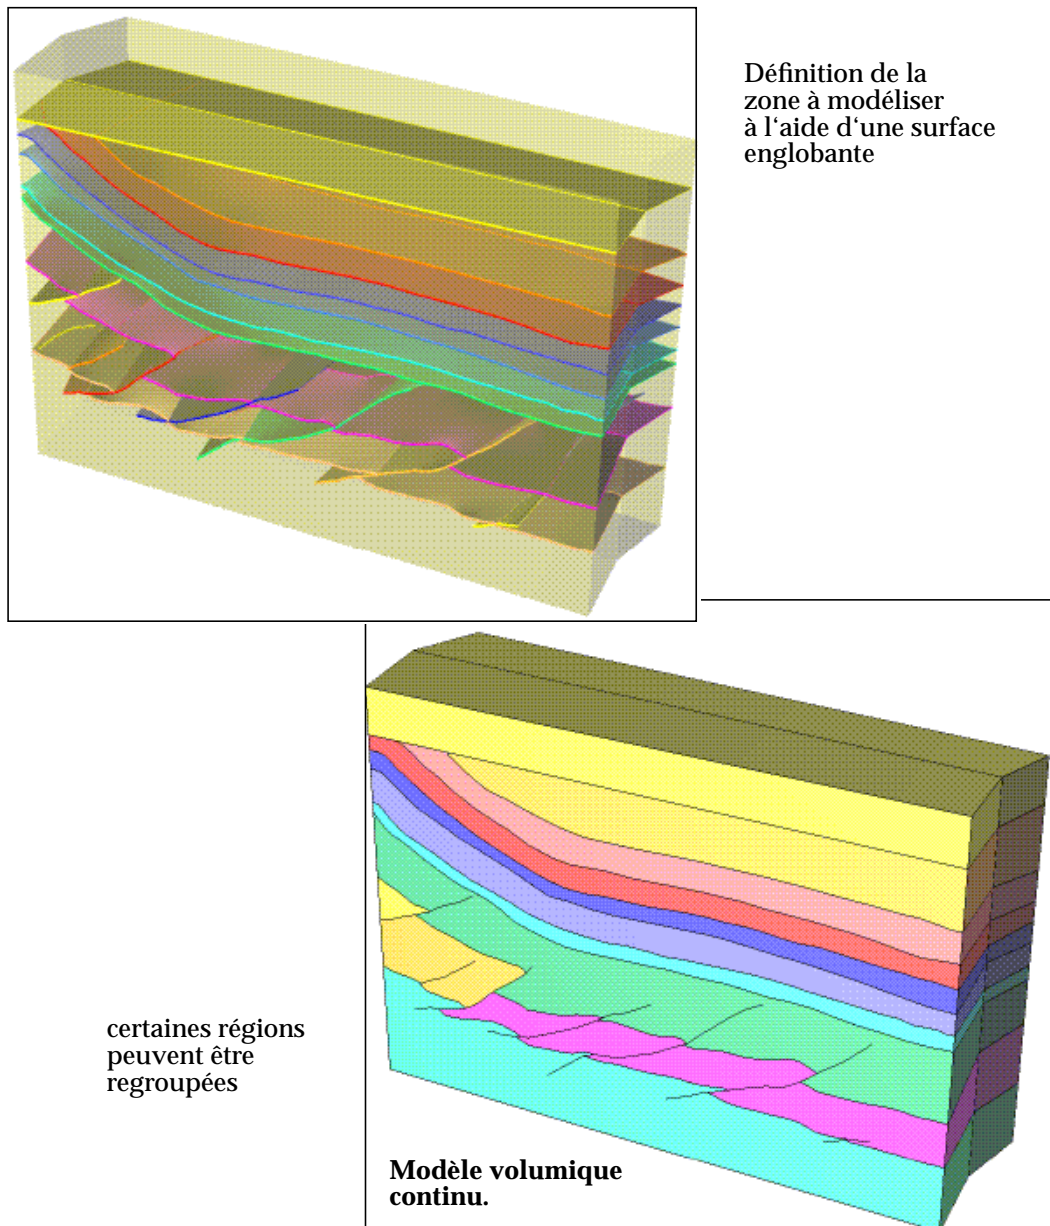 Définition de la
zone à modéliser
à l‘aide d‘une surface
englobante
certaines régions
peuvent être
regroupées
Modèle volumique
continu.